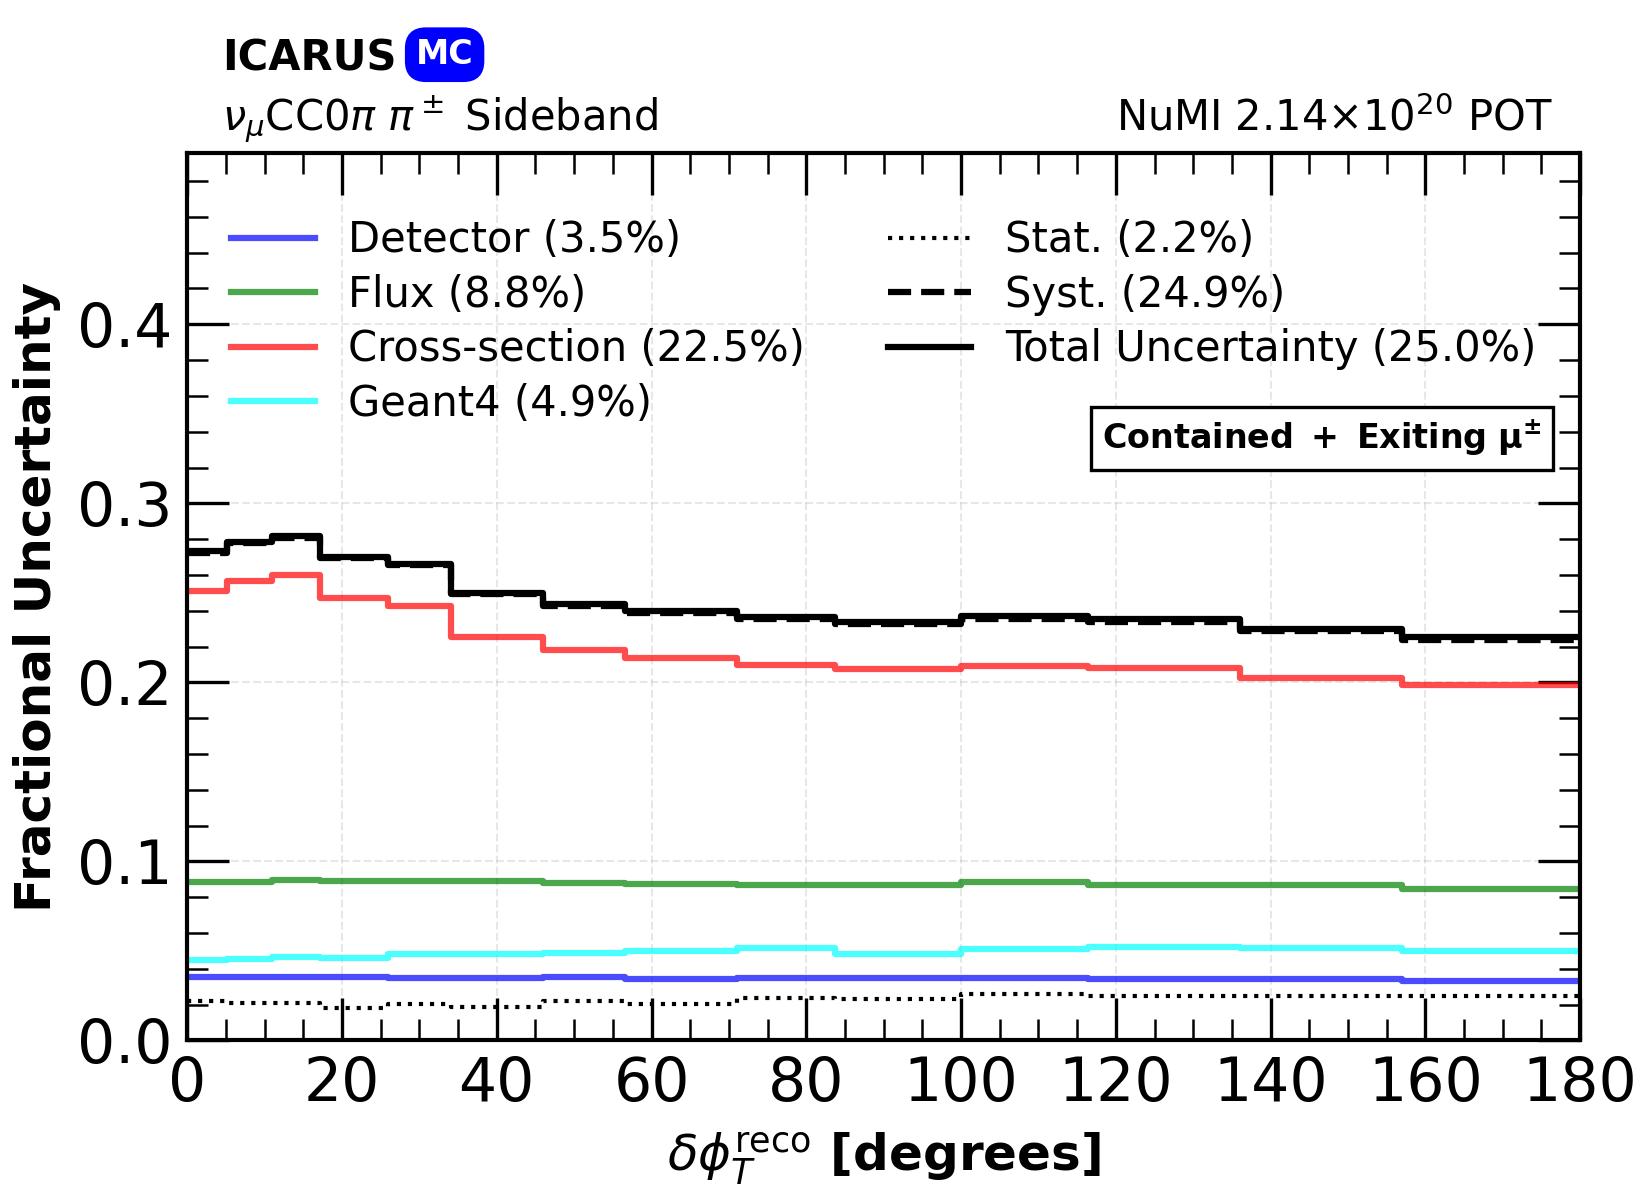 ICARUS MC
νμCC0π π± Sideband
NuMI 2.14×10²⁰ POT
Detector (3.5%)
Flux (8.8%)
Cross-section (22.5%)
Geant4 (4.9%)
Stat. (2.2%)
Syst. (24.9%)
Total Uncertainty (25.0%)
Contained + Exiting μ±
Fractional Uncertainty
0.4
0.3
0.2
0.1
0.0
0 20 40 60 80 100 120 140 160 180
δϕ_T^reco [degrees]